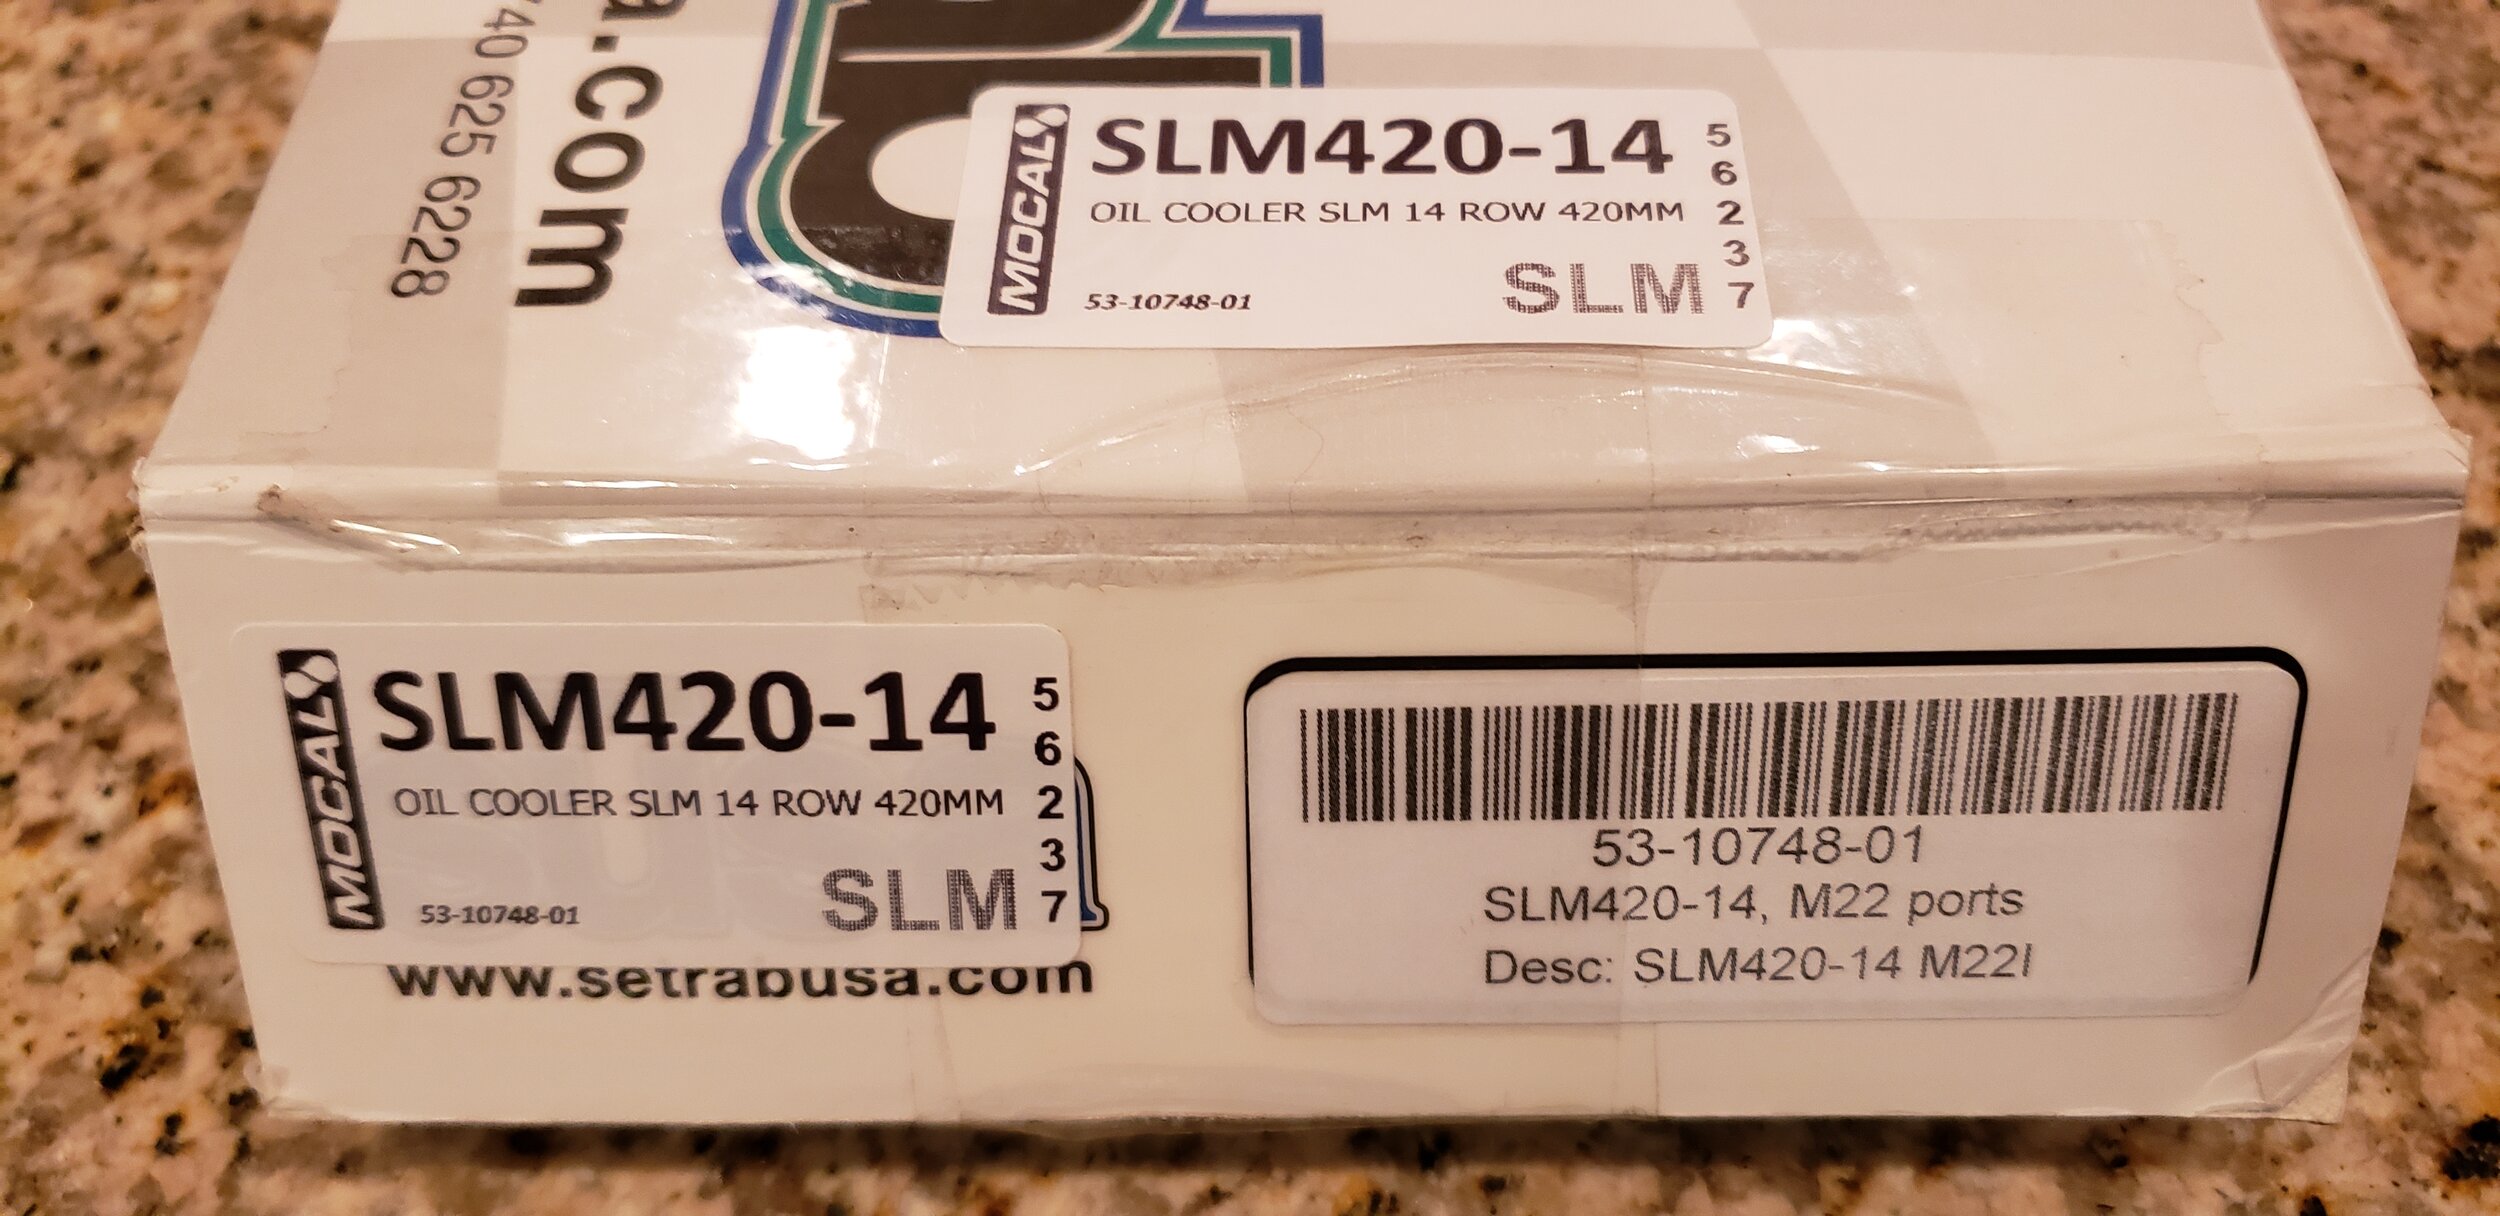 a.com
740 625 6228
MOCAL
SLM420-14
OIL COOLER SLM 14 ROW 420MM
53-10748-01
SLM
5
6
2
3
7
MOCAL
SLM420-14
OIL COOLER SLM 14 ROW 420MM
53-10748-01
SLM
5
6
2
3
7
www.setrabusa.com
53-10748-01
SLM420-14, M22 ports
Desc: SLM420-14 M22I